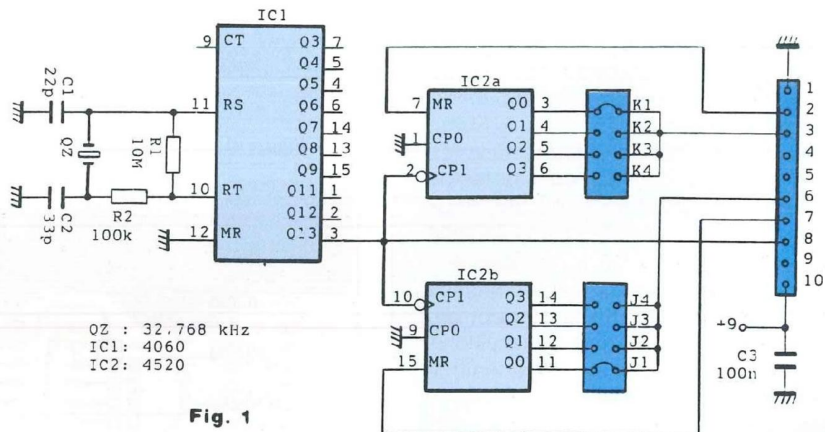 IC1
9 CT Q3 7
Q4 5
Q5 4
11 RS Q6 6
Q7 14
Q8 13
Q9 15
10 RT Q11 1
Q12 2
12 MR Q13 3
C1
22p
QZ
R1
10M
C2
33p
R2
100k
IC2a
7 MR Q0 3 K1
1 CP0 Q1 4 K2
Q2 5 K3
2 CP1 Q3 6 K4
IC2b
10 CP1 Q3 14 J4
9 CP0 Q2 13 J3
Q1 12 J2
15 MR Q0 11 J1
1
2
3
4
5
6
7
8
9
10
+9
C3
100n
QZ : 32.768 kHz
IC1: 4060
IC2: 4520
Fig. 1